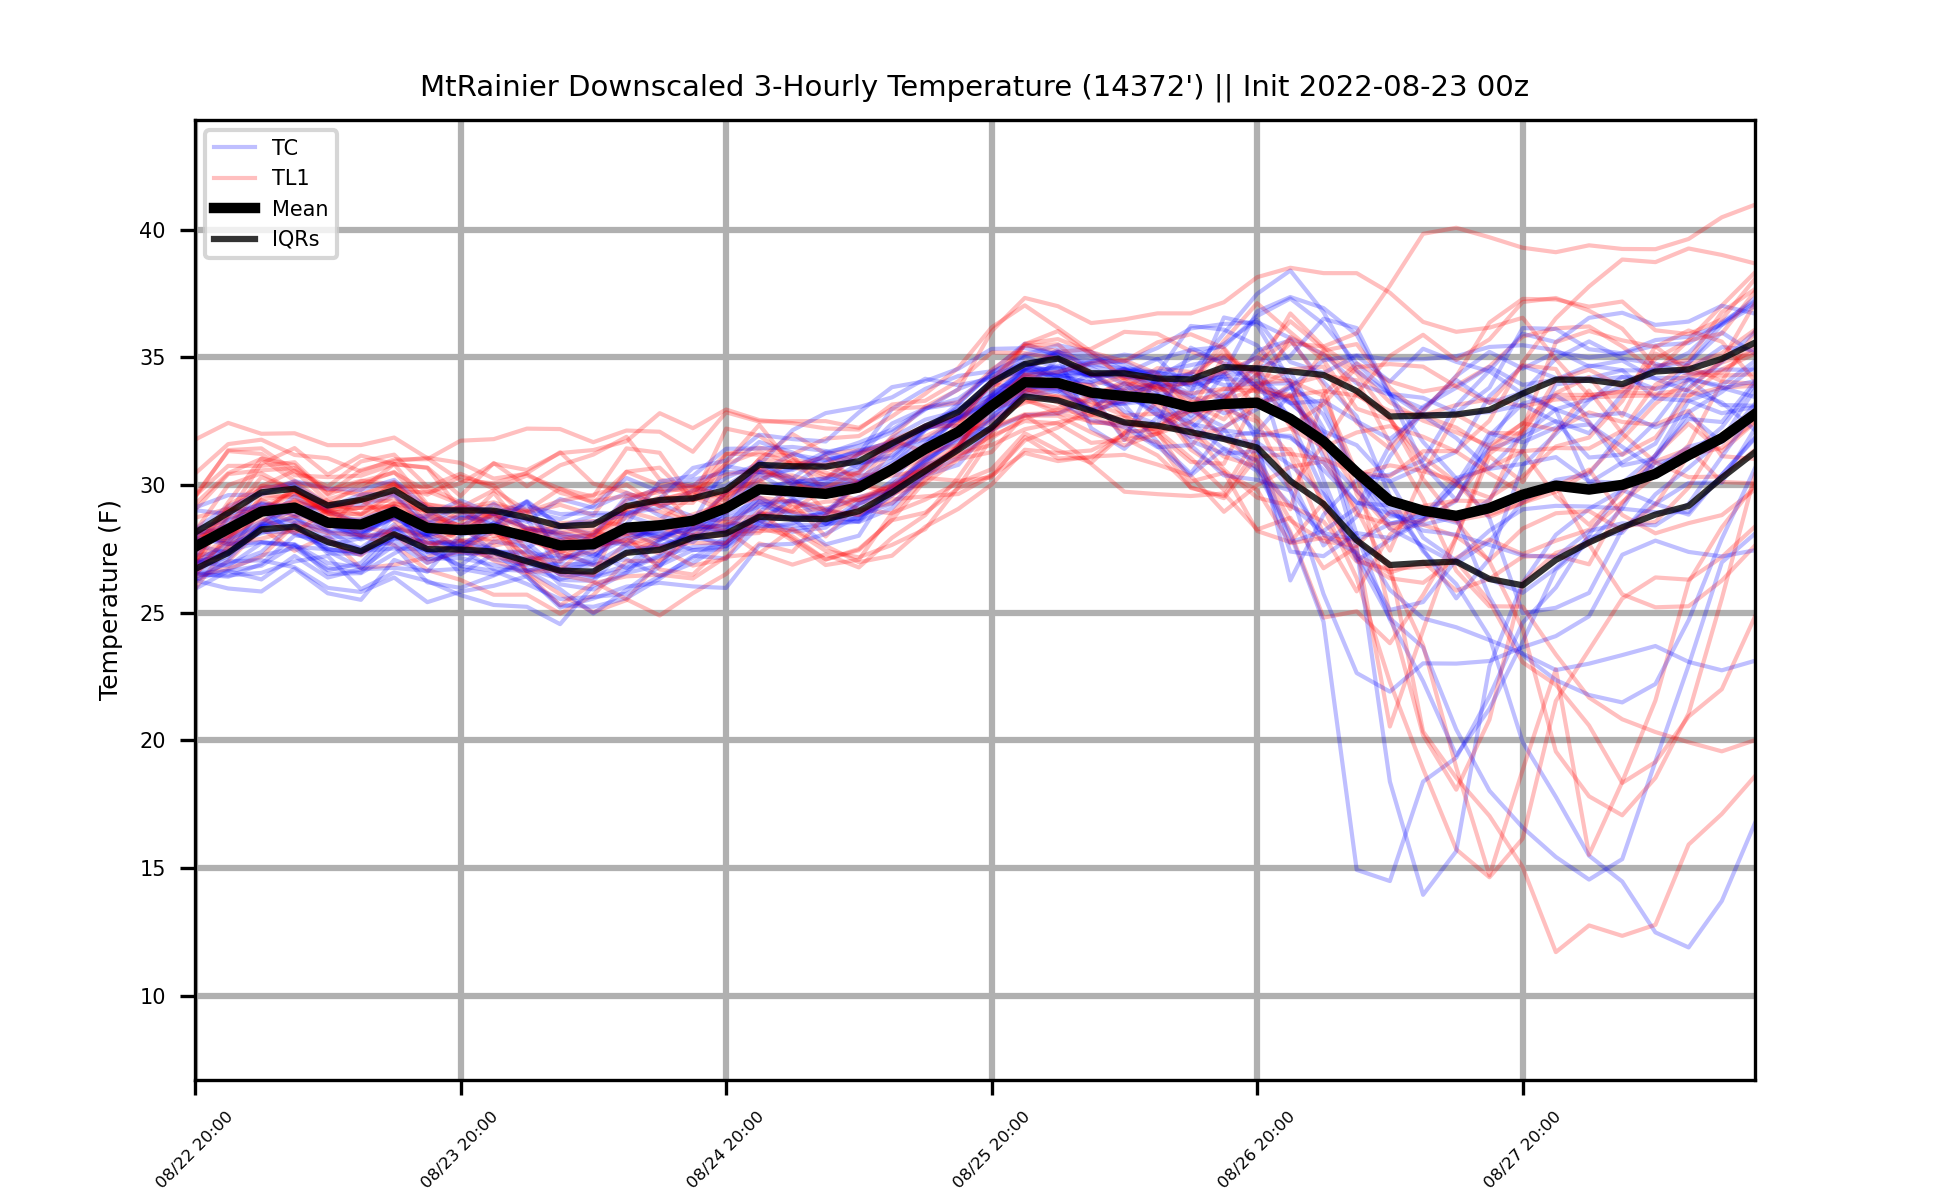 MtRainier Downscaled 3-Hourly Temperature (14372') || Init 2022-08-23 00z
TC
TL1
Mean
IQRs
Temperature (F)
40
35
30
25
20
15
10
08/22 20:00
08/23 20:00
08/24 20:00
08/25 20:00
08/26 20:00
08/27 20:00